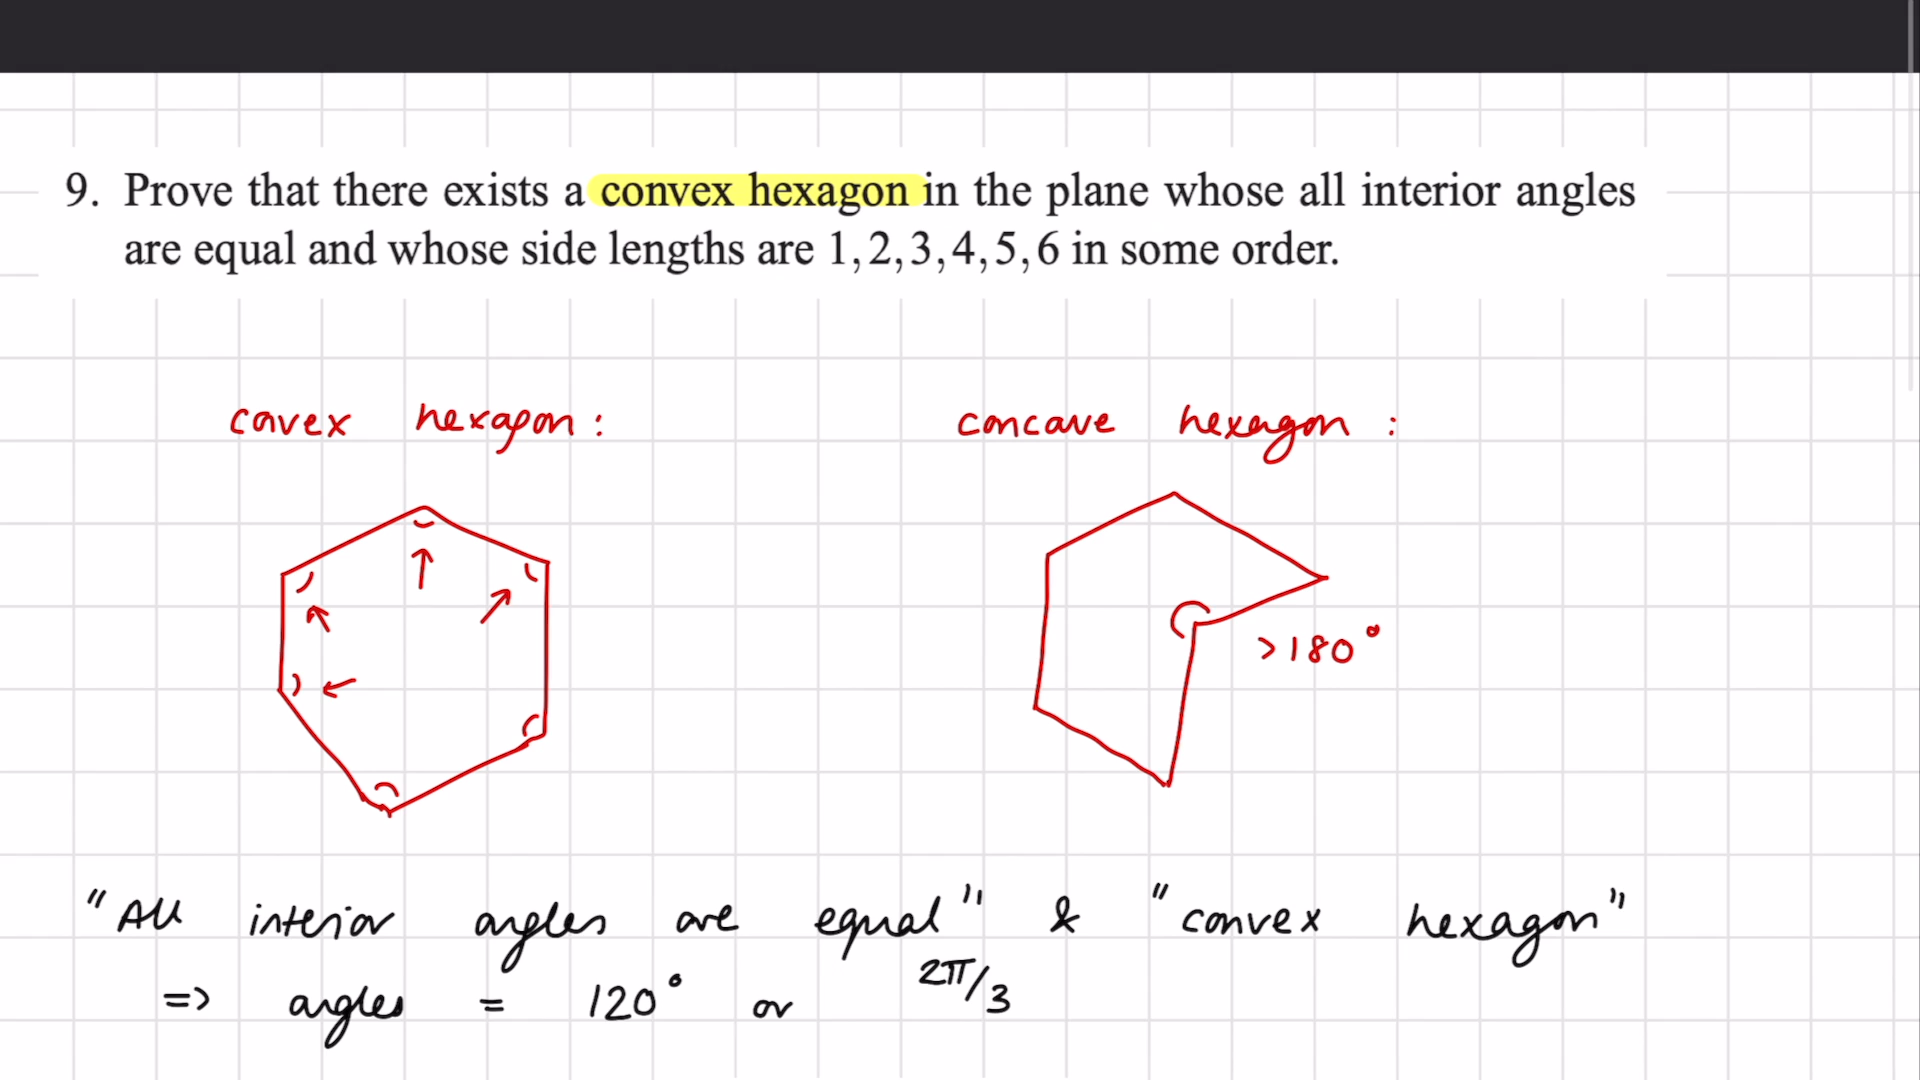 9. Prove that there exists a convex hexagon in the plane whose all interior angles
are equal and whose side lengths are 1,2,3,4,5,6 in some order.
convex hexagon :
concave hexagon :
>180°
"All interior angles are equal" & "convex hexagon"
=> angles = 120° or 2π/3